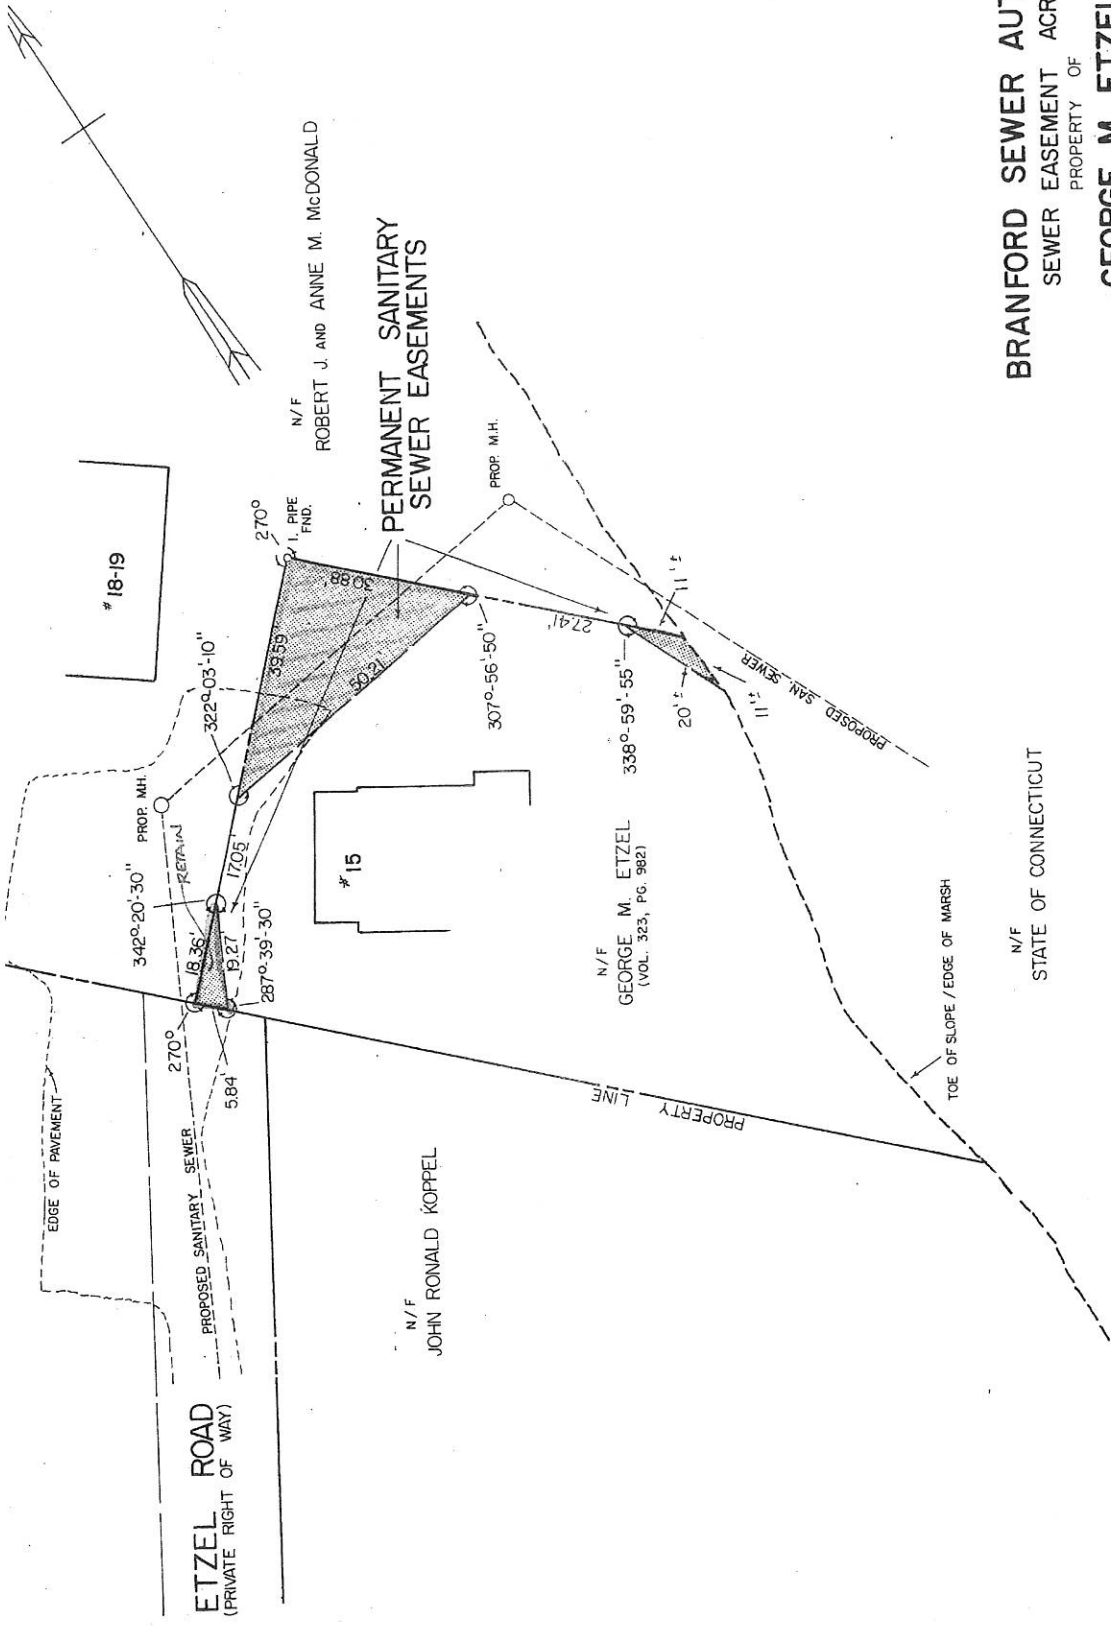 BRANFORD SEWER AUT
SEWER EASEMENT ACR
PROPERTY OF
GEORGE M. ETZEL
N/F
ROBERT J. AND ANNE M. McDONALD
PERMANENT SANITARY
SEWER EASEMENTS
#18-19
270°
I. PIPE
FND.
PROP. M.H.
39.59'
30.88'
50.21'
322°-03'-10"
307°-56'-50"
27.41'
11'±
338°-59'-55"
20'±
11'±
PROPOSED SAN. SEWER
PROP. M.H.
RETAIN
342°-20'-30"
17.05'
18.36'
19.27'
287°-39'-30"
270°
5.84'
#15
N/F
GEORGE M. ETZEL
(VOL. 323, PG. 982)
TOE OF SLOPE / EDGE OF MARSH
N/F
STATE OF CONNECTICUT
PROPERTY LINE
EDGE OF PAVEMENT
PROPOSED SANITARY SEWER
N/F
JOHN RONALD KOPPEL
ETZEL ROAD
(PRIVATE RIGHT OF WAY)